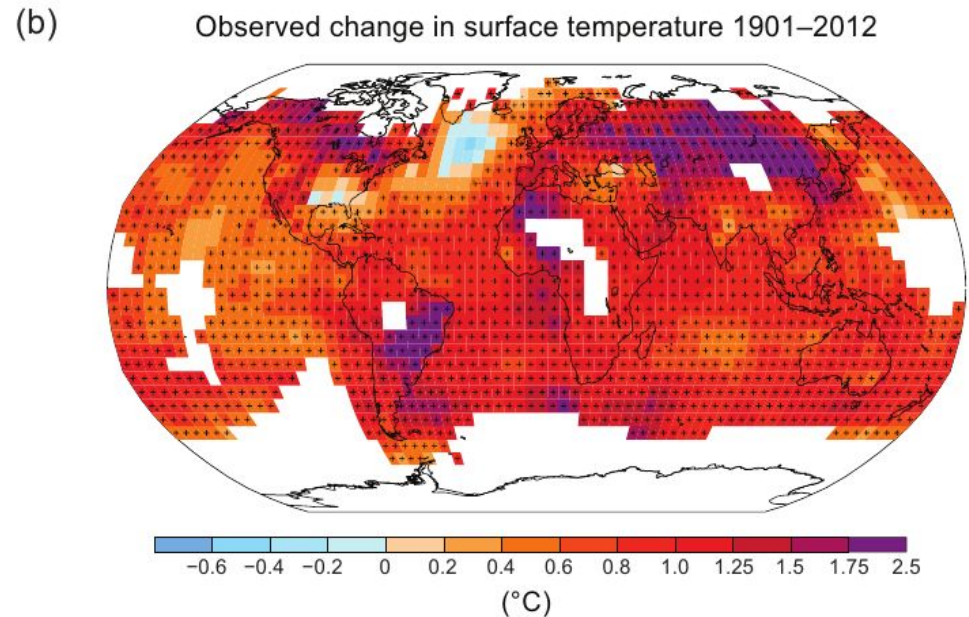 (b)
Observed change in surface temperature 1901–2012
−0.6 −0.4 −0.2 0 0.2 0.4 0.6 0.8 1.0 1.25 1.5 1.75 2.5
(°C)